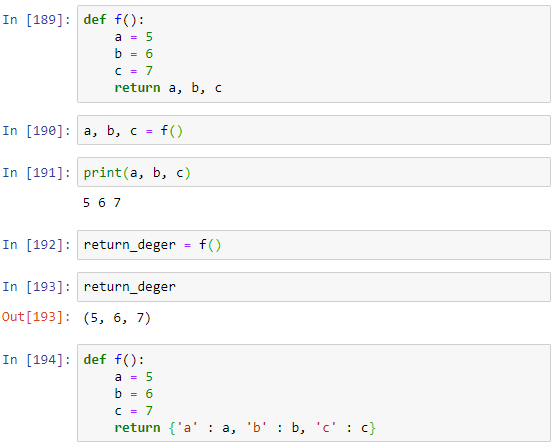 In [189]: def f():
    a = 5
    b = 6
    c = 7
    return a, b, c
In [190]: a, b, c = f()
In [191]: print(a, b, c)
5 6 7
In [192]: return_deger = f()
In [193]: return_deger
Out[193]: (5, 6, 7)
In [194]: def f():
    a = 5
    b = 6
    c = 7
    return {'a' : a, 'b' : b, 'c' : c}